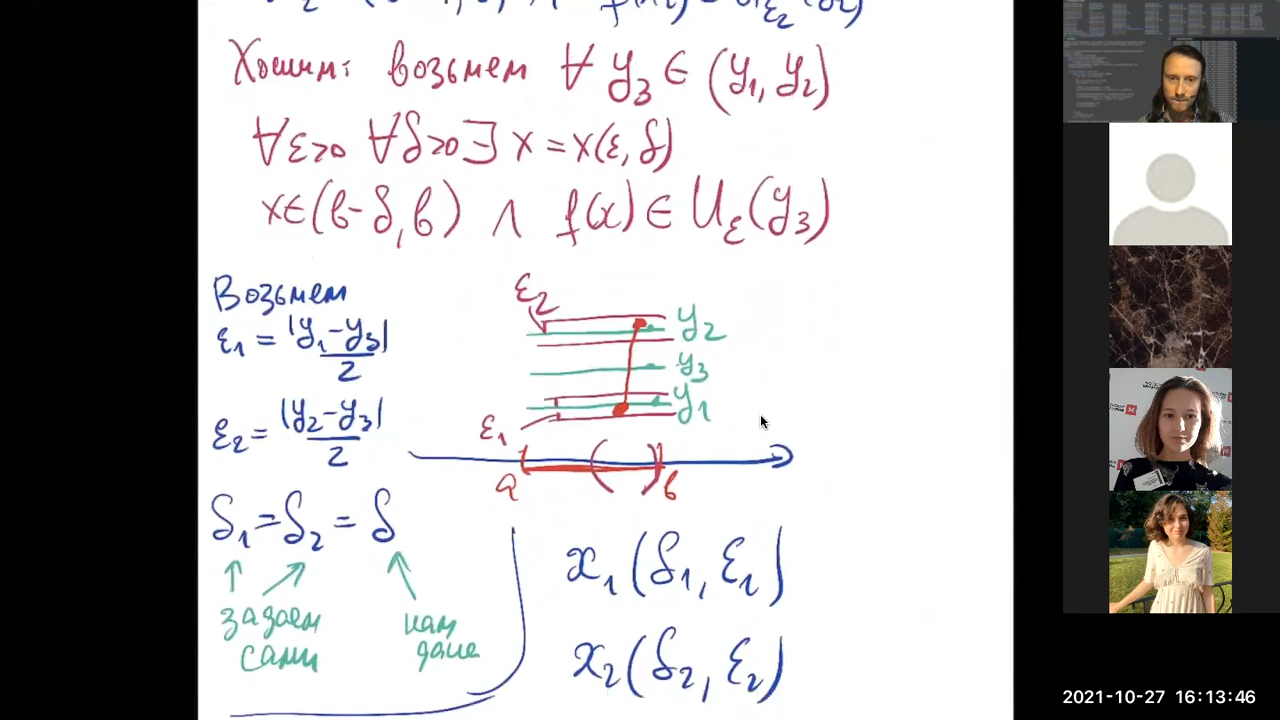 Хотим: возьмем ∀ y₃ ∈ (y₁, y₂)
∀ε>0 ∀δ>0 ∃ x = x(ε, δ)
x∈(b-δ, b) ∧ f(x) ∈ U_ε(y₃)
Возьмем
ε₁ = |y₁-y₃|/2
ε₂ = |y₂-y₃|/2
δ₁ = δ₂ = δ
задаем
сами
нам
дана
ε₂
y₂
y₃
y₁
ε₁
a
b
x₁(δ₁, ε₁)
x₂(δ₂, ε₂)
2021-10-27 16:13:46